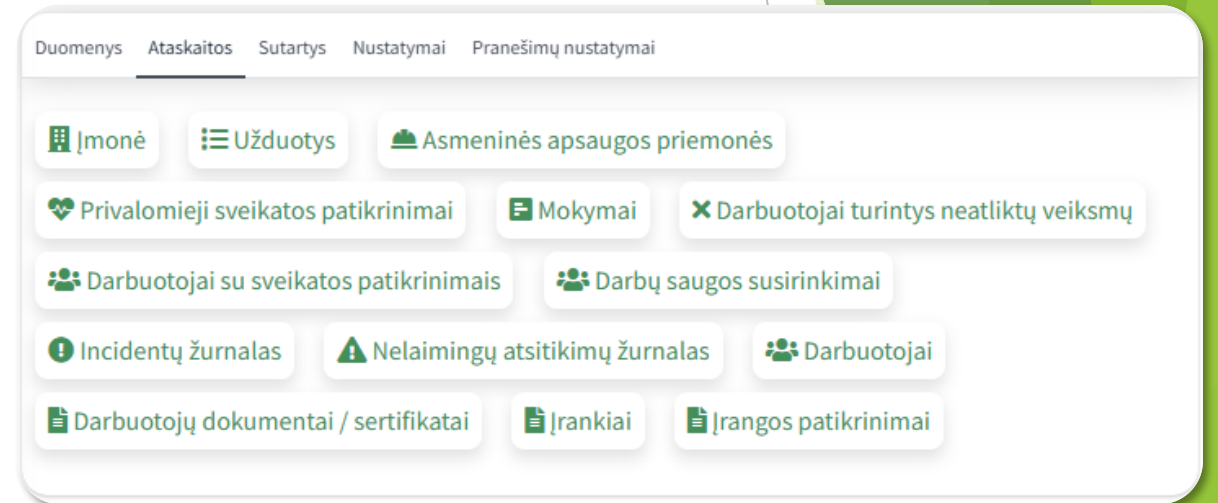 Duomenys Ataskaitos Sutartys Nustatymai Pranešimų nustatymai
Įmonė Užduotys Asmeninės apsaugos priemonės
Privalomieji sveikatos patikrinimai Mokymai Darbuotojai turintys neatliktų veiksmų
Darbuotojai su sveikatos patikrinimais Darbų saugos susirinkimai
Incidentų žurnalas Nelaimingų atsitikimų žurnalas Darbuotojai
Darbuotojų dokumentai / sertifikatai Įrankiai Įrangos patikrinimai